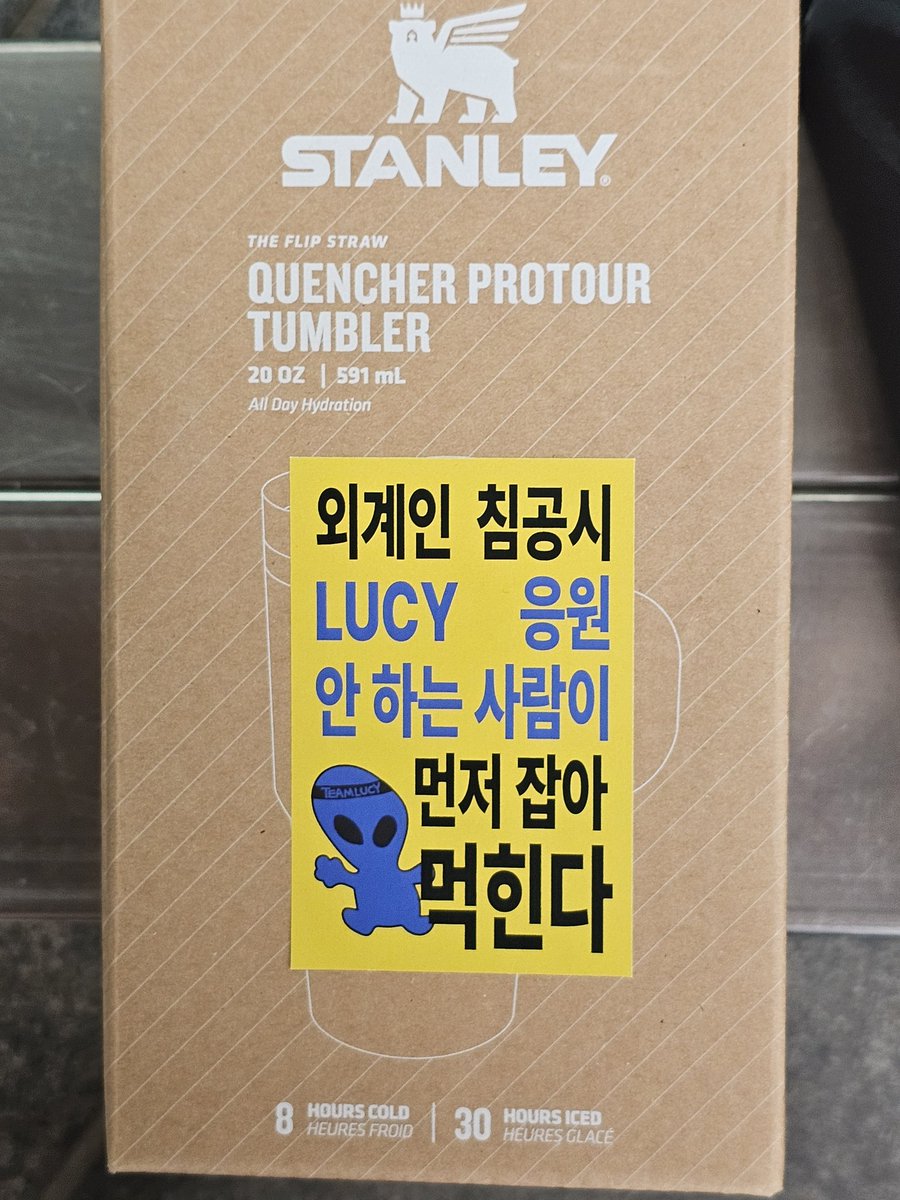 STANLEY®
THE FLIP STRAW
QUENCHER PROTOUR
TUMBLER
20 OZ | 591 mL
All Day Hydration
외계인 침공시
LUCY 응원
안 하는 사람이
먼저 잡아
TEAMLUCY
먹힌다
8 HOURS COLD | 30 HOURS ICED
HEURES FROID HEURES GLACÉ